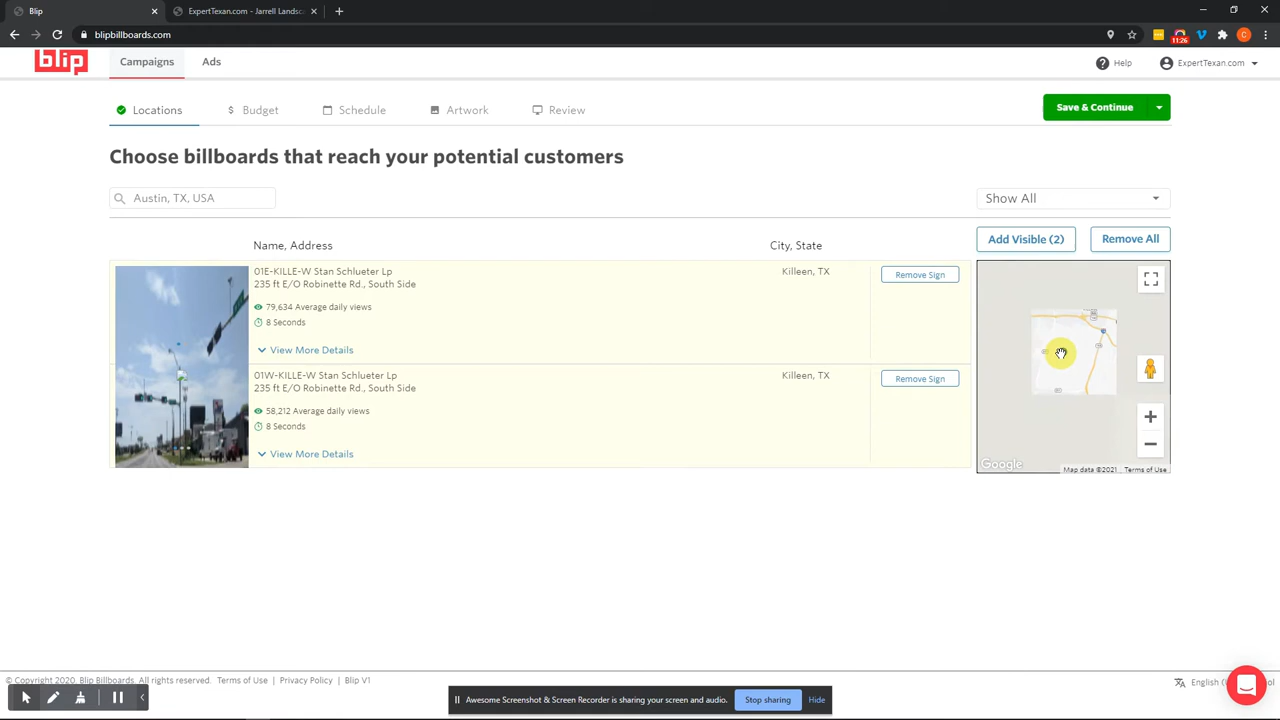 Blip
ExpertTexan.com - Jarrell Landsc
blipbillboards.com
11:26
blip
Campaigns
Ads
Help
ExpertTexan.com
Locations
$ Budget
Schedule
Artwork
Review
Save & Continue
Choose billboards that reach your potential customers
Austin, TX, USA
Show All
Name, Address
City, State
Add Visible (2)
Remove All
01E-KILLE-W Stan Schlueter Lp
235 ft E/O Robinette Rd., South Side
79,634 Average daily views
8 Seconds
View More Details
Killeen, TX
Remove Sign
01W-KILLE-W Stan Schlueter Lp
235 ft E/O Robinette Rd., South Side
58,212 Average daily views
8 Seconds
View More Details
Killeen, TX
Remove Sign
Google
Map data ©2021
Terms of Use
© Copyright 2020, Blip Billboards. All rights reserved.
Terms of Use | Privacy Policy | Blip V1
English
Awesome Screenshot & Screen Recorder is sharing your screen and audio.
Stop sharing
Hide